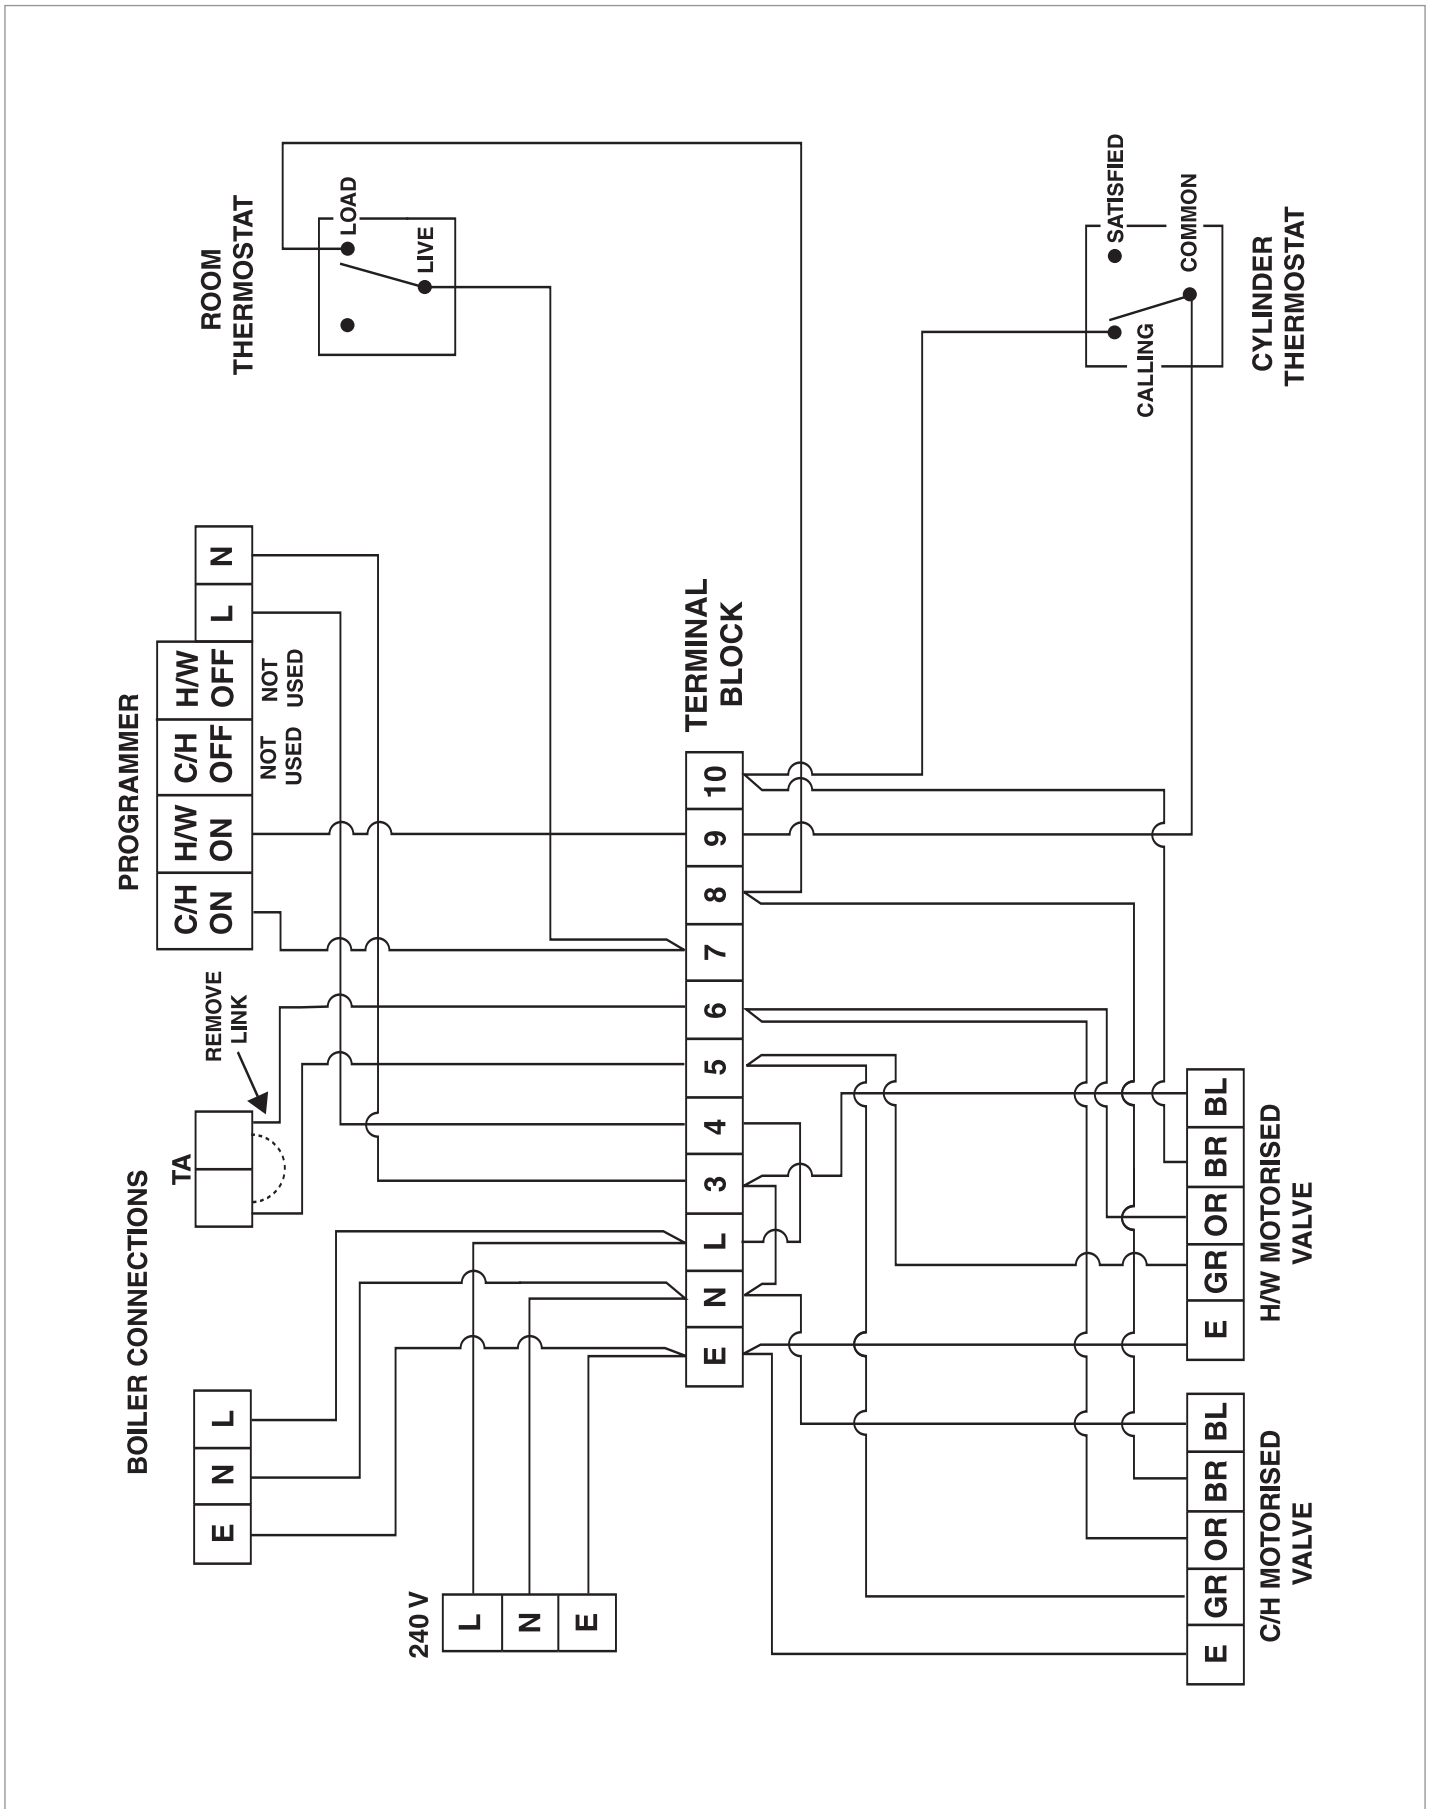 BOILER CONNECTIONS
E
N
L
TA
REMOVE
LINK
PROGRAMMER
C/H
ON
H/W
ON
C/H
OFF
H/W
OFF
L
N
NOT
USED
NOT
USED
ROOM
THERMOSTAT
LOAD
LIVE
240 V
L
N
E
TERMINAL
BLOCK
E
N
L
3
4
5
6
7
8
9
10
CALLING
SATISFIED
COMMON
CYLINDER
THERMOSTAT
E
GR
OR
BR
BL
C/H MOTORISED
VALVE
E
GR
OR
BR
BL
H/W MOTORISED
VALVE